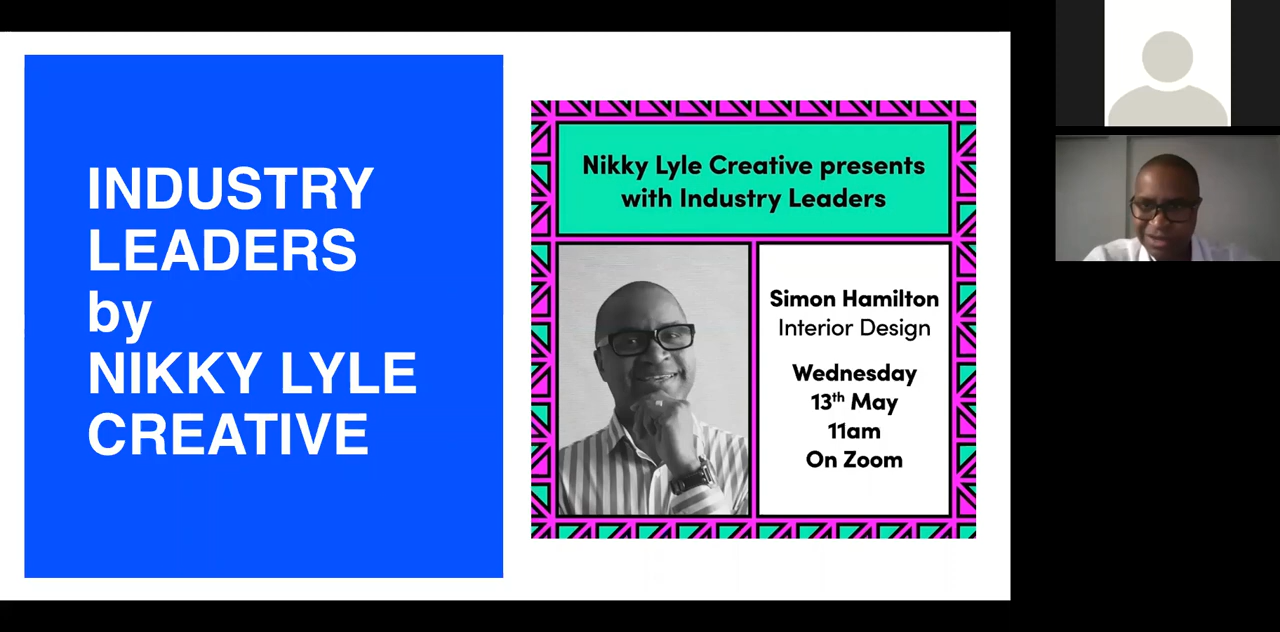 INDUSTRY
LEADERS
by
NIKKY LYLE
CREATIVE
Nikky Lyle Creative presents
with Industry Leaders
Simon Hamilton
Interior Design
Wednesday
13th May
11am
On Zoom